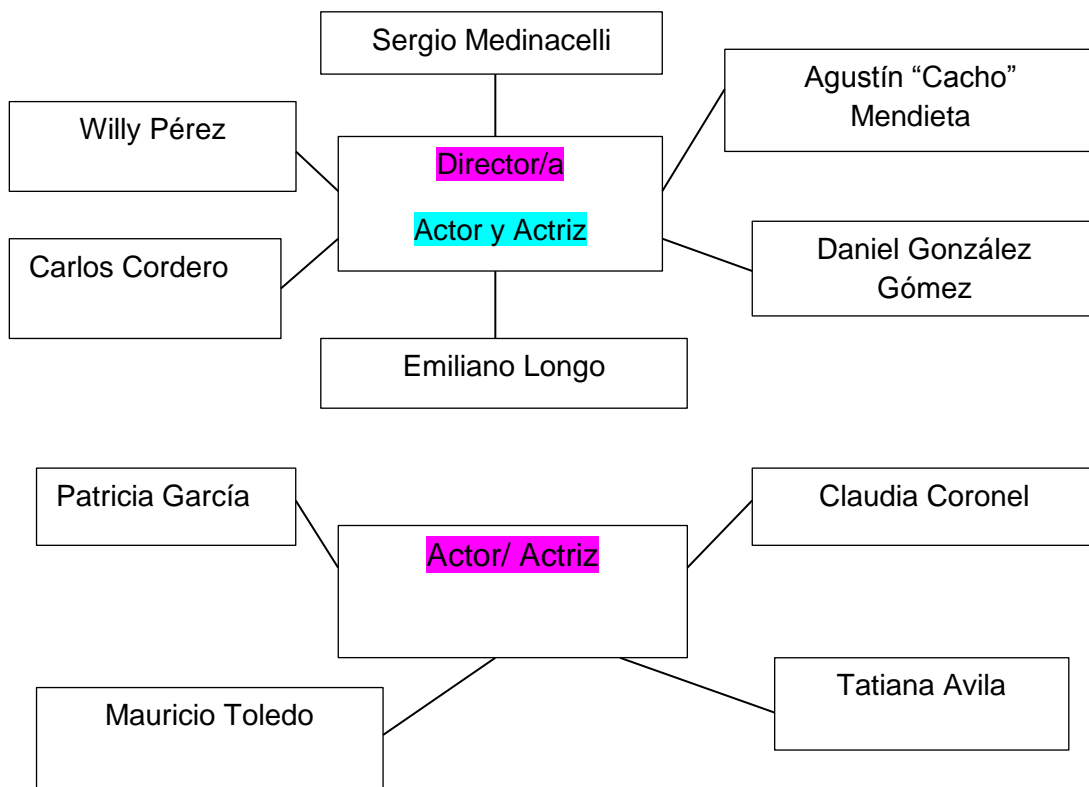 Sergio Medinacelli
Agustín “Cacho”
Mendieta
Willy Pérez
Director/a
Actor y Actriz
Carlos Cordero
Daniel González
Gómez
Emiliano Longo
Patricia García
Claudia Coronel
Actor/ Actriz
Tatiana Avila
Mauricio Toledo